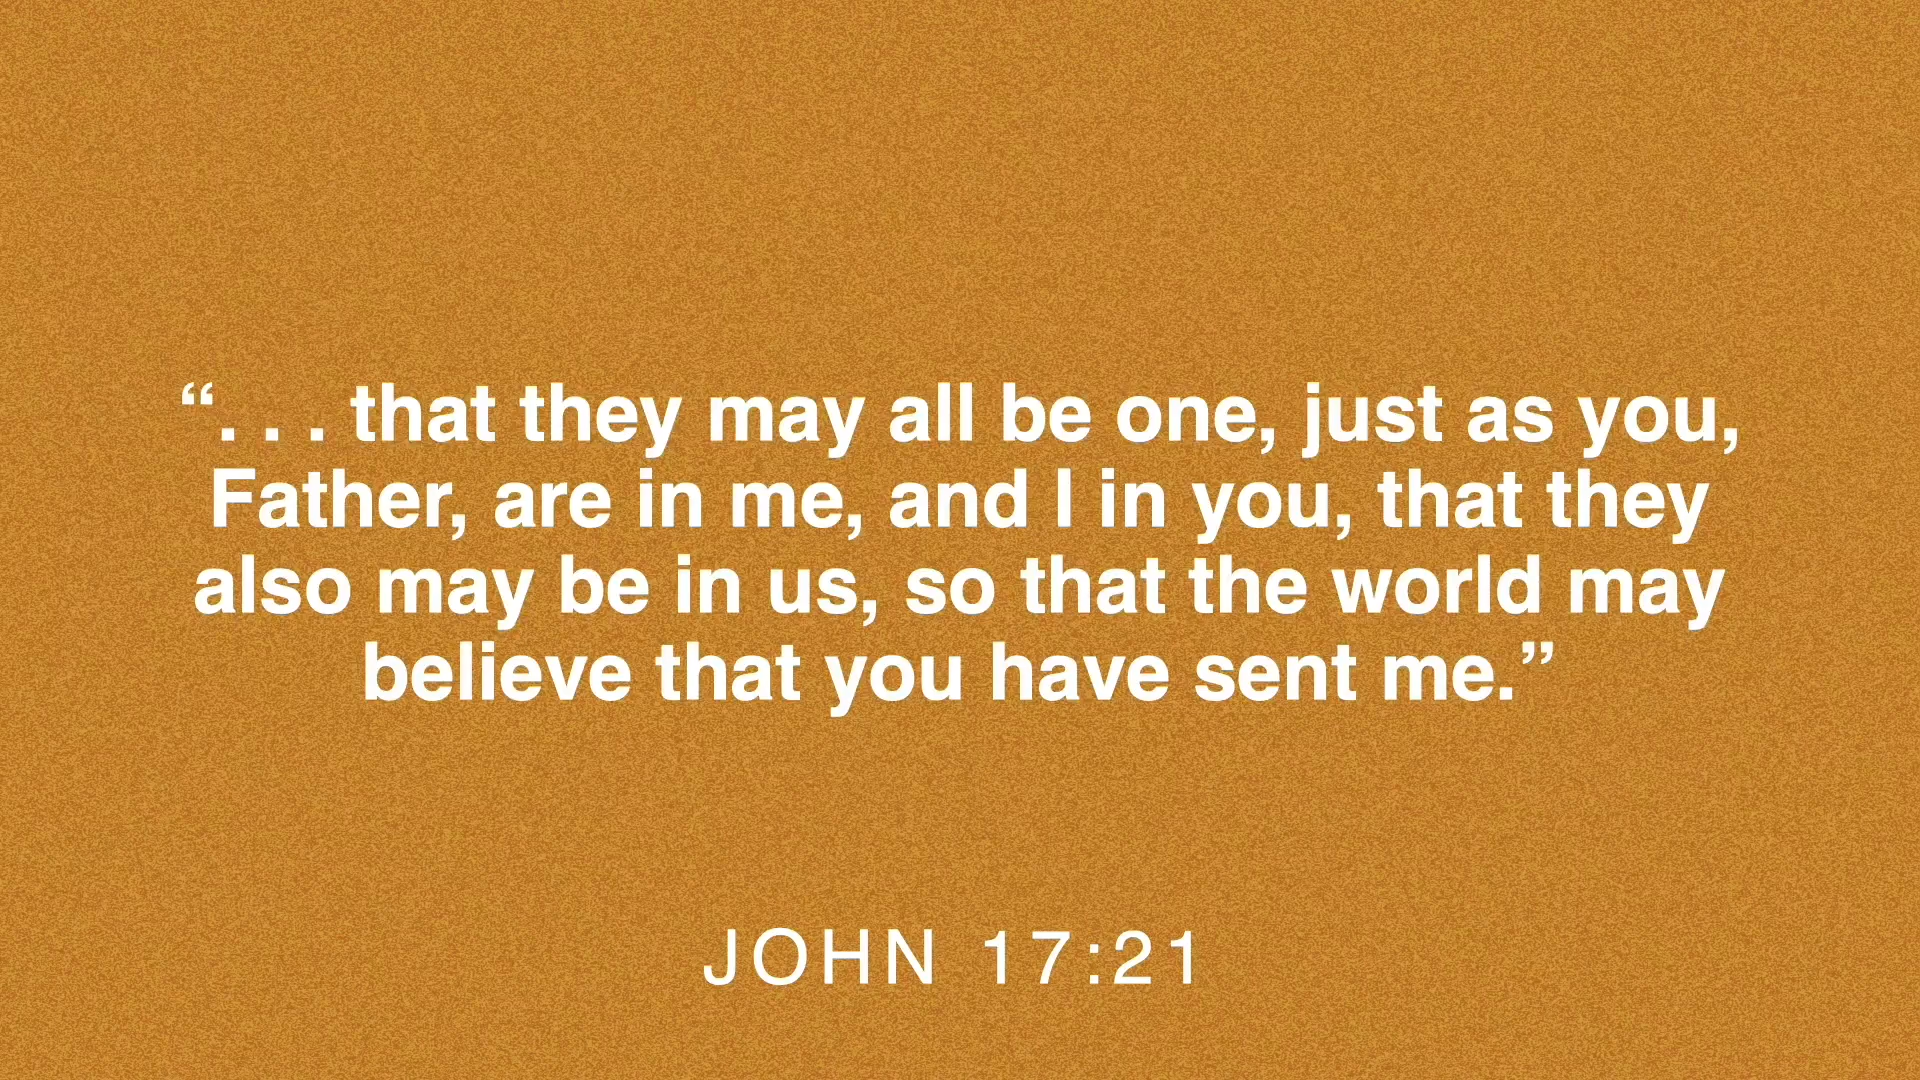 “. . . that they may all be one, just as you,
Father, are in me, and I in you, that they
also may be in us, so that the world may
believe that you have sent me.”
JOHN 17:21